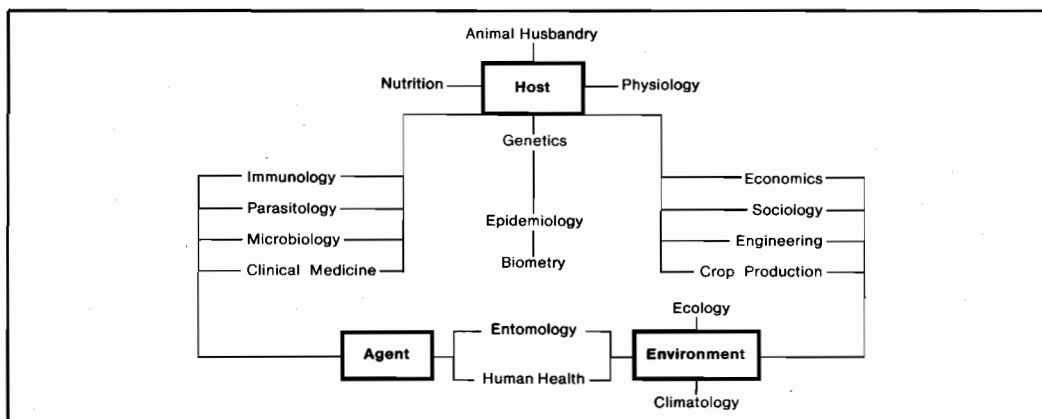 Animal Husbandry
Nutrition
Host
Physiology
Genetics
Immunology
Parasitology
Microbiology
Clinical Medicine
Epidemiology
Biometry
Economics
Sociology
Engineering
Crop Production
Ecology
Agent
Entomology
Human Health
Environment
Climatology